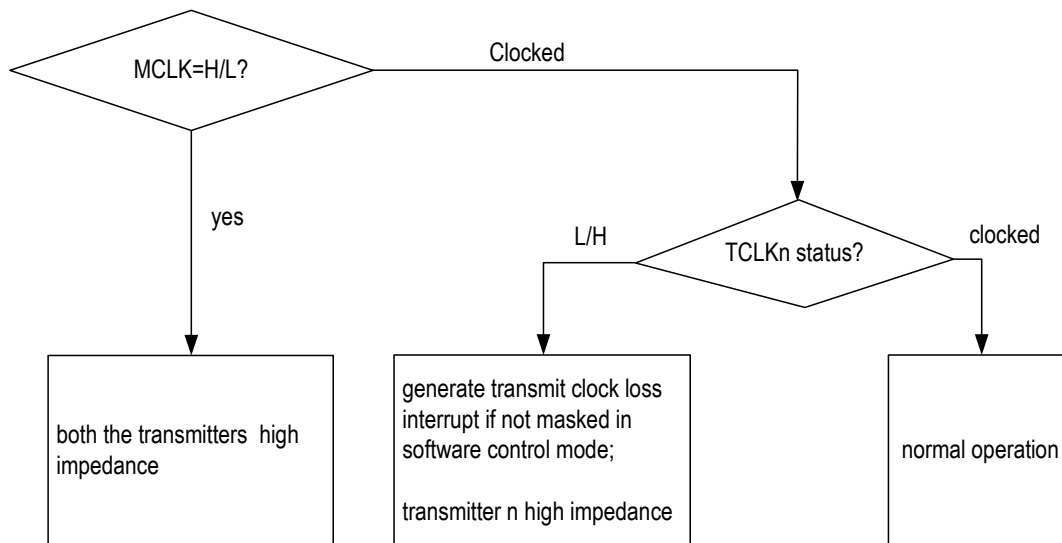 MCLK=H/L?
Clocked
yes
L/H
TCLKn status?
clocked
both the transmitters high
impedance
generate transmit clock loss
interrupt if not masked in
software control mode;
transmitter n high impedance
normal operation